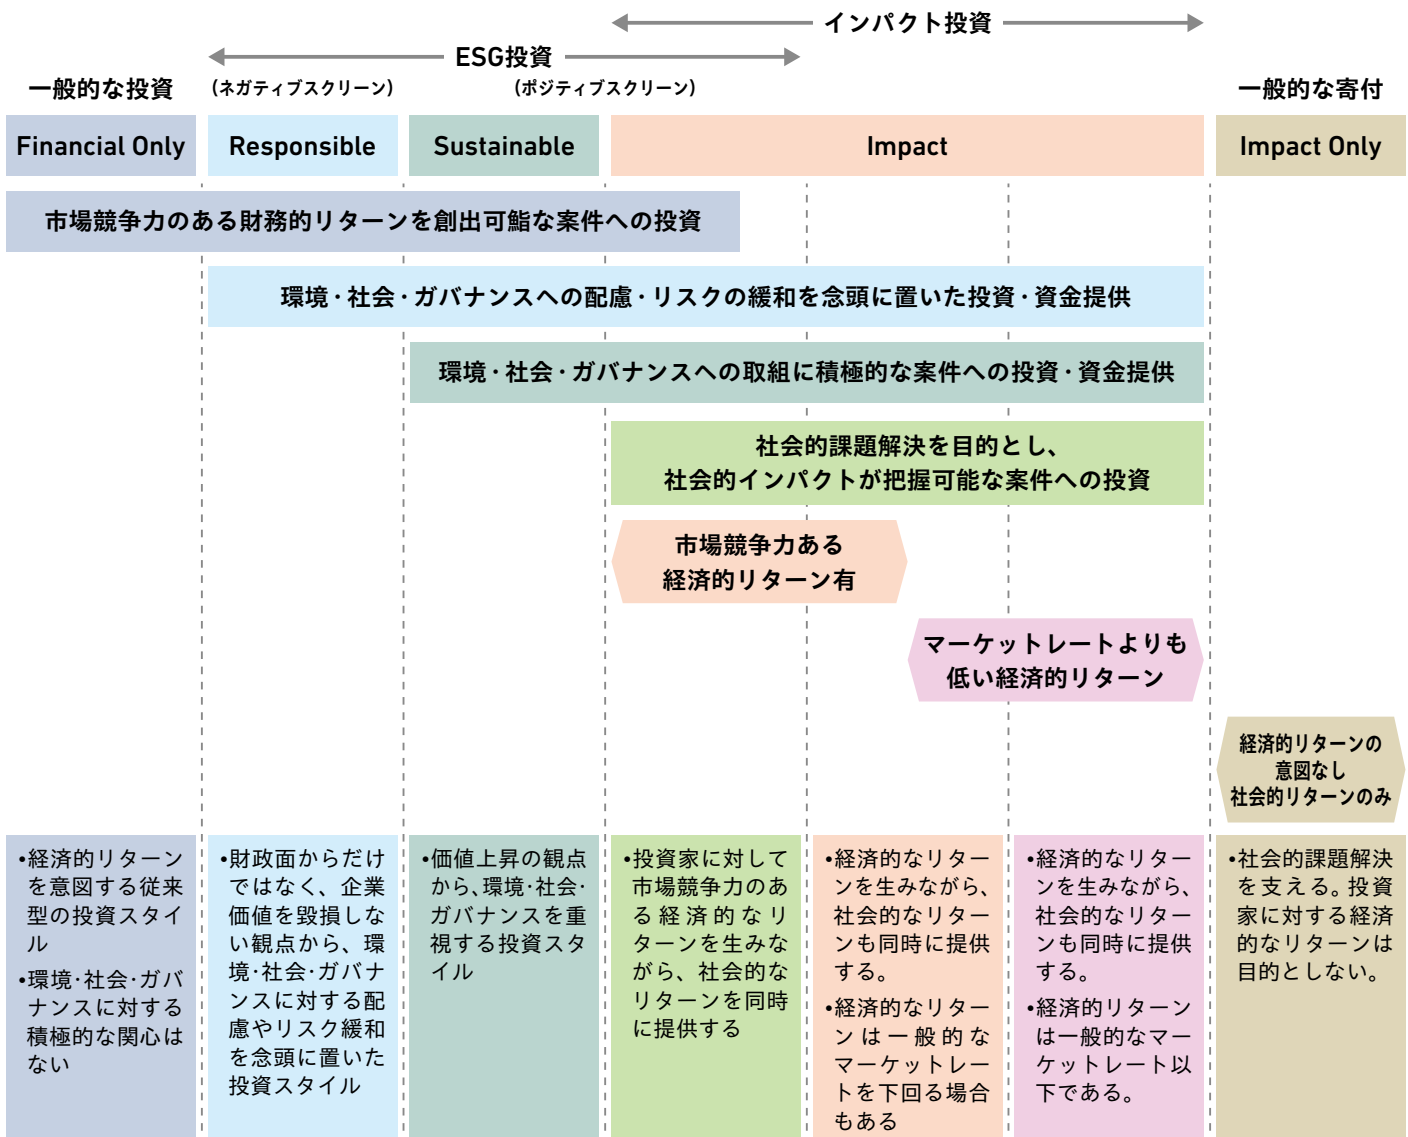 インパクト投資
ESG投資
一般的な投資
(ネガティブスクリーン)
(ポジティブスクリーン)
一般的な寄付
Financial Only
Responsible
Sustainable
Impact
Impact Only
市場競争力のある財務的リターンを創出可能な案件への投資
環境・社会・ガバナンスへの配慮・リスクの緩和を念頭に置いた投資・資金提供
環境・社会・ガバナンスへの取組に積極的な案件への投資・資金提供
社会的課題解決を目的とし、
社会的インパクトが把握可能な案件への投資
市場競争力ある
経済的リターン有
マーケットレートよりも
低い経済的リターン
経済的リターンの
意図なし
社会的リターンのみ
•経済的リターン
を意図する従来
型の投資スタイ
ル
•環境・社会・ガバ
ナンスに対する
積極的な関心は
ない
•財政面からだけ
ではなく、企業
価値を毀損しな
い観点から、環
境・社会・ガバナ
ンスに対する配
慮やリスク緩和
を念頭に置いた
投資スタイル
•価値上昇の観点
から、環境・社会・
ガバナンスを重
視する投資スタ
イル
•投資家に対して
市場競争力のあ
る経済的なリ
ターンを生みな
がら、社会的な
リターンを同時
に提供する
•経済的なリター
ンを生みながら、
社会的なリター
ンも同時に提供
する。
•経済的なリター
ンは一般的な
マーケットレー
トを下回る場合
もある
•経済的なリター
ンを生みながら、
社会的なリター
ンも同時に提供
する。
•経済的リターン
は一般的なマー
ケットレート以
下である。
•社会的課題解決
を支える。投資
家に対する経済
的なリターンは
目的としない。